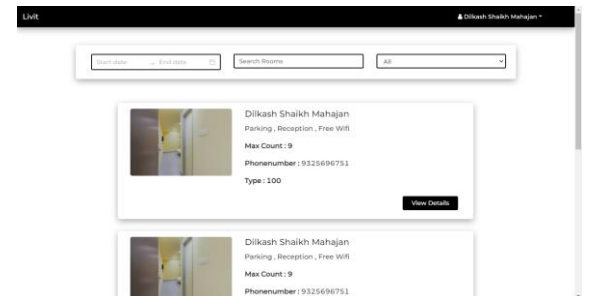 Livit
Dilkash Shaikh Mahajan
Start date → End date
Search Rooms
All
Dilkash Shaikh Mahajan
Parking , Reception , Free Wifi
Max Count : 9
Phonenumber : 9325696751
Type : 100
View Details
Dilkash Shaikh Mahajan
Parking , Reception , Free Wifi
Max Count : 9
Phonenumber : 9325696751